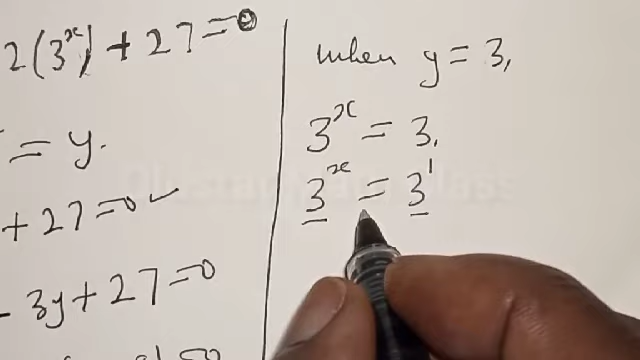 2(3^x) + 27 = 0
= y.
+ 27 = 0 ✓
- 3y + 27 = 0
when y = 3,
3^x = 3.
3^x = 3^1